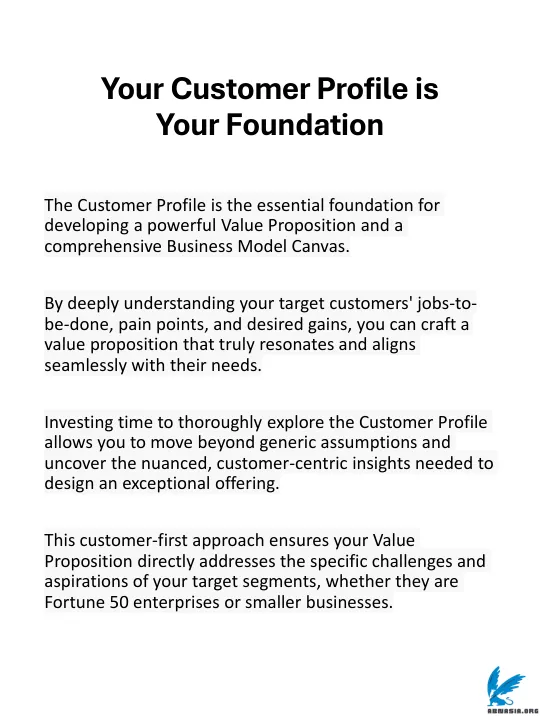 Your Customer Profile is
Your Foundation
The Customer Profile is the essential foundation for
developing a powerful Value Proposition and a
comprehensive Business Model Canvas.
By deeply understanding your target customers' jobs-to-
be-done, pain points, and desired gains, you can craft a
value proposition that truly resonates and aligns
seamlessly with their needs.
Investing time to thoroughly explore the Customer Profile
allows you to move beyond generic assumptions and
uncover the nuanced, customer-centric insights needed to
design an exceptional offering.
This customer-first approach ensures your Value
Proposition directly addresses the specific challenges and
aspirations of your target segments, whether they are
Fortune 50 enterprises or smaller businesses.
ABMASIA.ORG